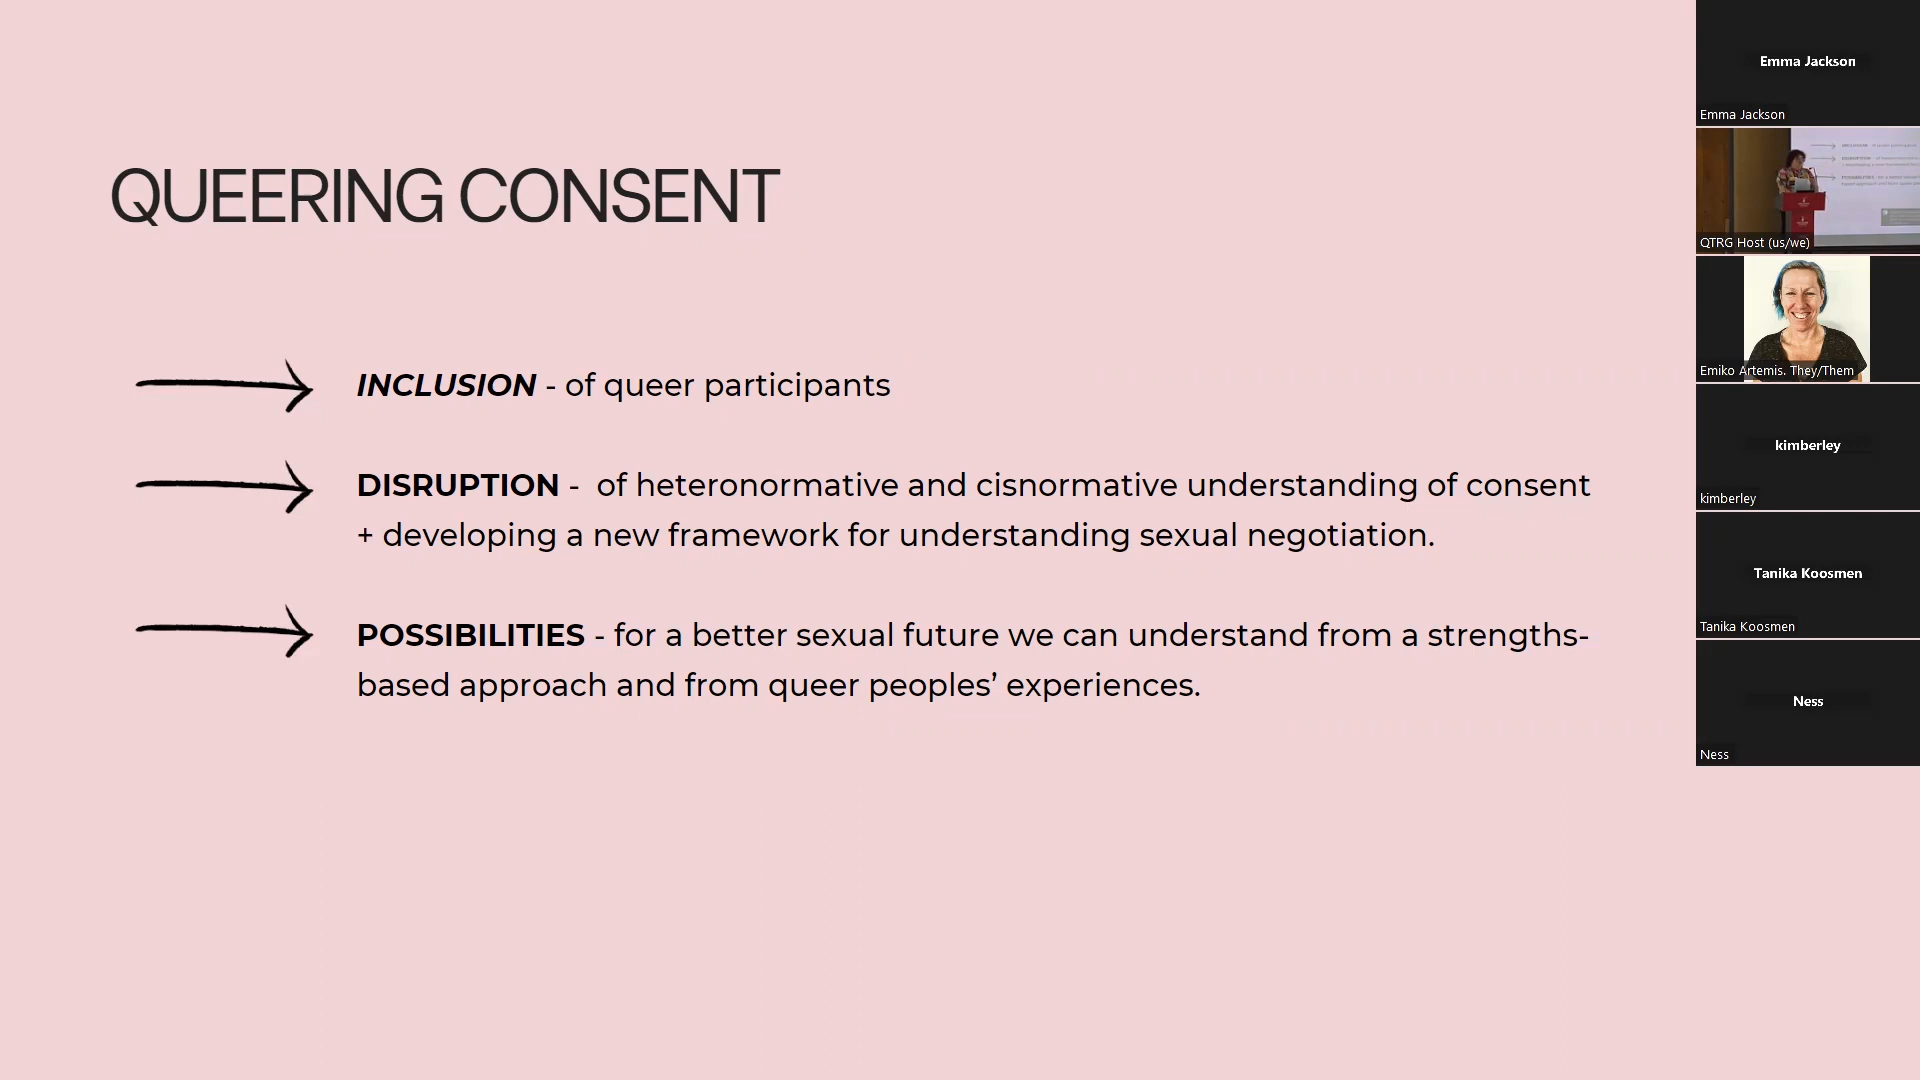 QUEERING CONSENT
INCLUSION - of queer participants
DISRUPTION -  of heteronormative and cisnormative understanding of consent
+ developing a new framework for understanding sexual negotiation.
POSSIBILITIES - for a better sexual future we can understand from a strengths-
based approach and from queer peoples’ experiences.
Emma Jackson
Emma Jackson
QTRG Host (us/we)
Emiko Artemis. They/Them
kimberley
kimberley
Tanika Koosmen
Tanika Koosmen
Ness
Ness